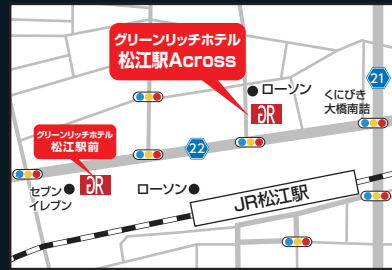 グリーンリッチホテル
松江駅Across
ローソン
GR
21
くにびき
大橋南詰
グリーンリッチホテル
松江駅前
22
セブン
イレブン
GR
ローソン
JR松江駅